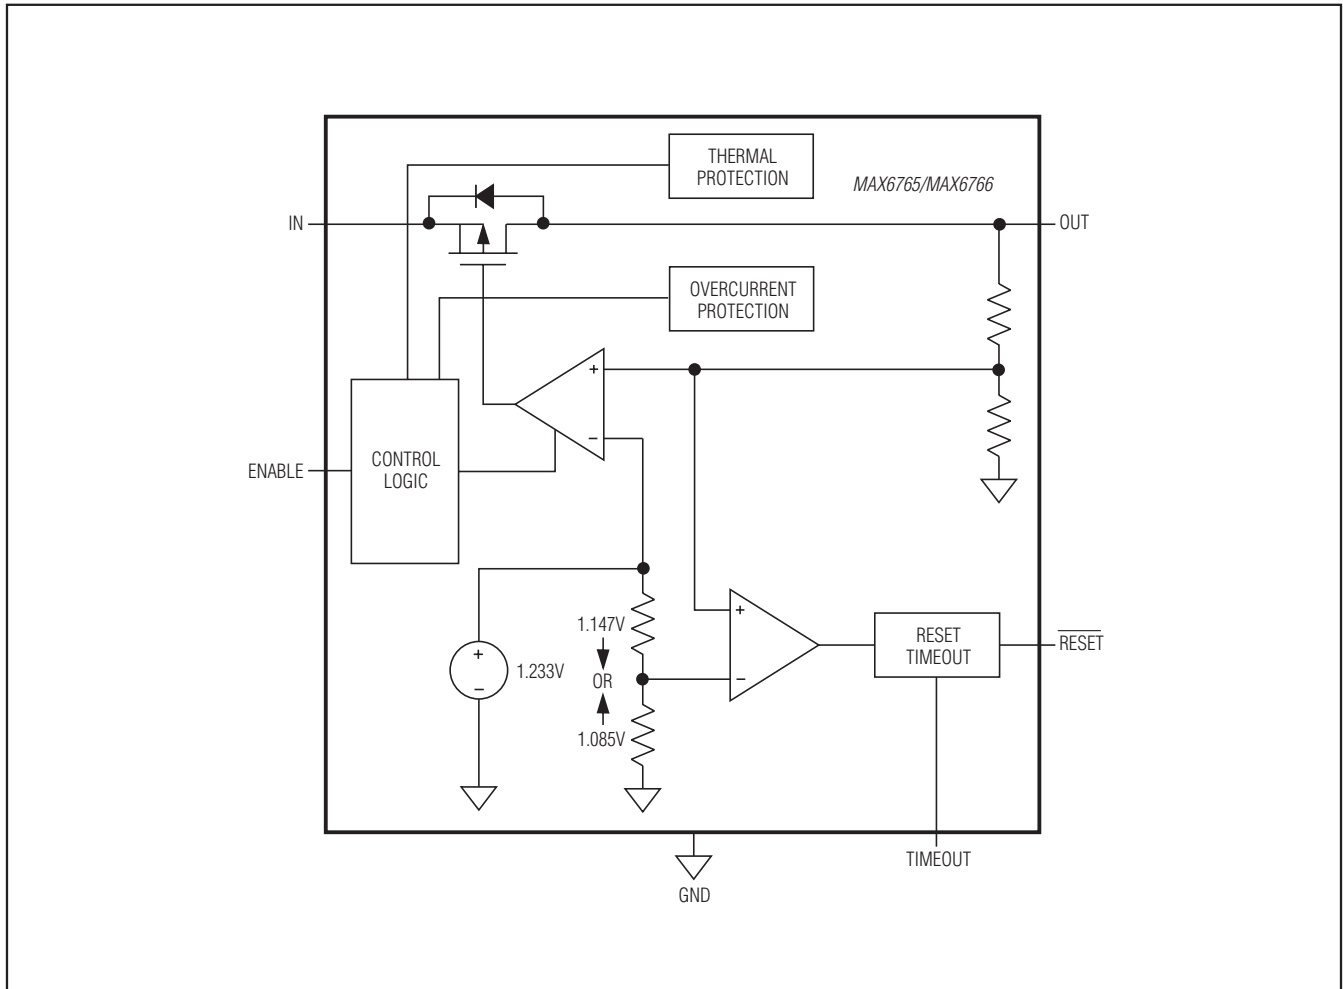 THERMAL
PROTECTION
MAX6765/MAX6766
IN
OUT
OVERCURRENT
PROTECTION
+
−
CONTROL
LOGIC
ENABLE
1.147V
+
−
1.233V
OR
1.085V
+
−
RESET
TIMEOUT
RESET
TIMEOUT
GND